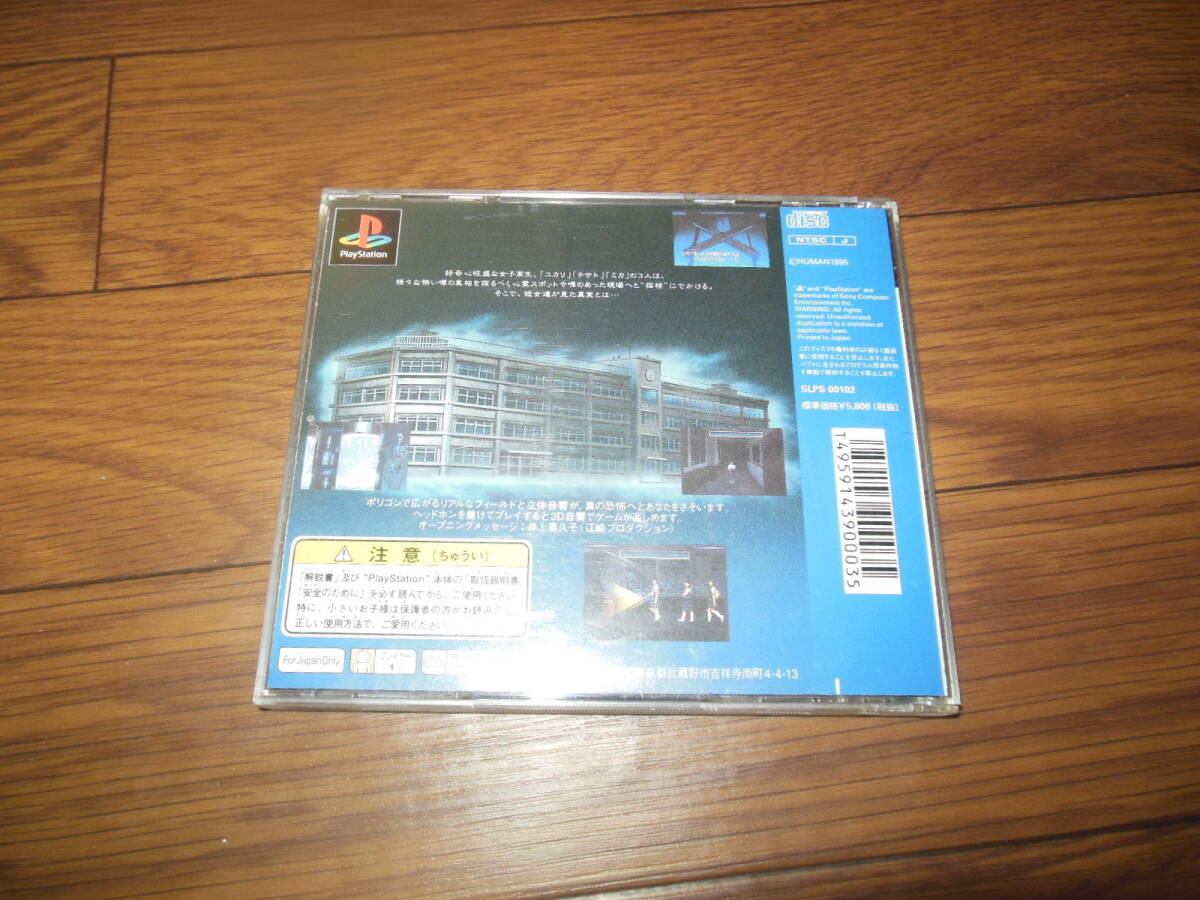 PlayStation
好奇心旺盛な女子高生、「ユカリ」「チサト」「ミカ」の3人は、
様々な怖い噂の真相を探るべく心霊スポットや噂のあった現場へと“探検”にでかける。
そこで、彼女達が見た真実とは…
ポリゴンで広がるリアルなフィールドと立体音響が、真の恐怖へとあなたをさそいます。
ヘッドホンを着けてプレイすると3D音響でゲームが楽しめます。
オープニングメッセージ：井上喜久子（江崎プロダクション）
注意（ちゅうい）
「解説書」及び“PlayStation”本体の「取扱説明書
「安全のために」を必ず読んでから、ご使用ください
特に、小さいお子様は保護者の方がお読みの上
正しい使用方法で、ご愛用ください
For Japan Only
プレイヤー
東京都武蔵野市吉祥寺南町4-4-13
disc
NTSC J
©HUMAN1995
" and "PlayStation" are
trademarks of Sony Computer
Entertainment Inc.
WARNING: All rights
reserved. Unauthorized
duplication is a violation of
applicable laws.
Printed in Japan
SLPS 00102
標準価格¥5,800（税抜）
T4959143900035